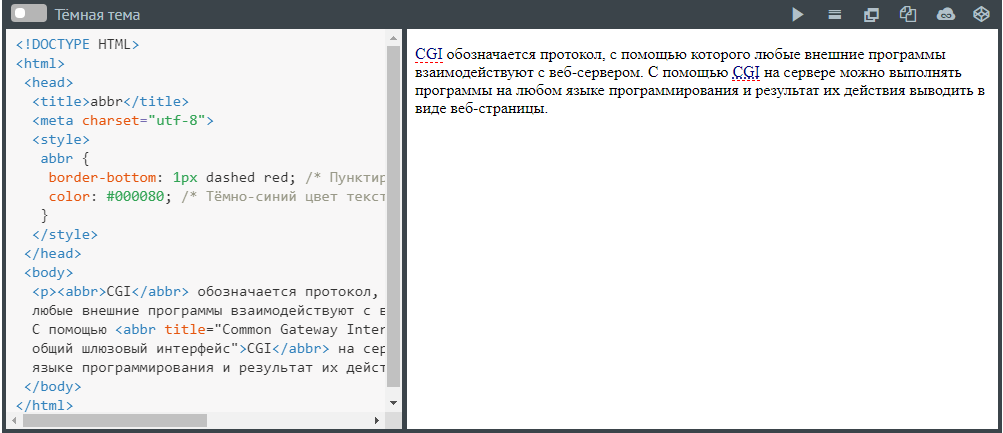 Тёмная тема
<!DOCTYPE HTML>
<html>
<head>
<title>abbr</title>
<meta charset="utf-8">
<style>
abbr {
border-bottom: 1px dashed red; /* Пунктир
color: #000080; /* Тёмно-синий цвет текст
}
</style>
</head>
<body>
<p><abbr>CGI</abbr> обозначается протокол,
любые внешние программы взаимодействуют с в
С помощью <abbr title="Common Gateway Inter
общий шлюзовый интерфейс">CGI</abbr> на сер
языке программирования и результат их дейст
</body>
</html>
CGI обозначается протокол, с помощью которого любые внешние программы
взаимодействуют с веб-сервером. С помощью CGI на сервере можно выполнять
программы на любом языке программирования и результат их действия выводить в
виде веб-страницы.